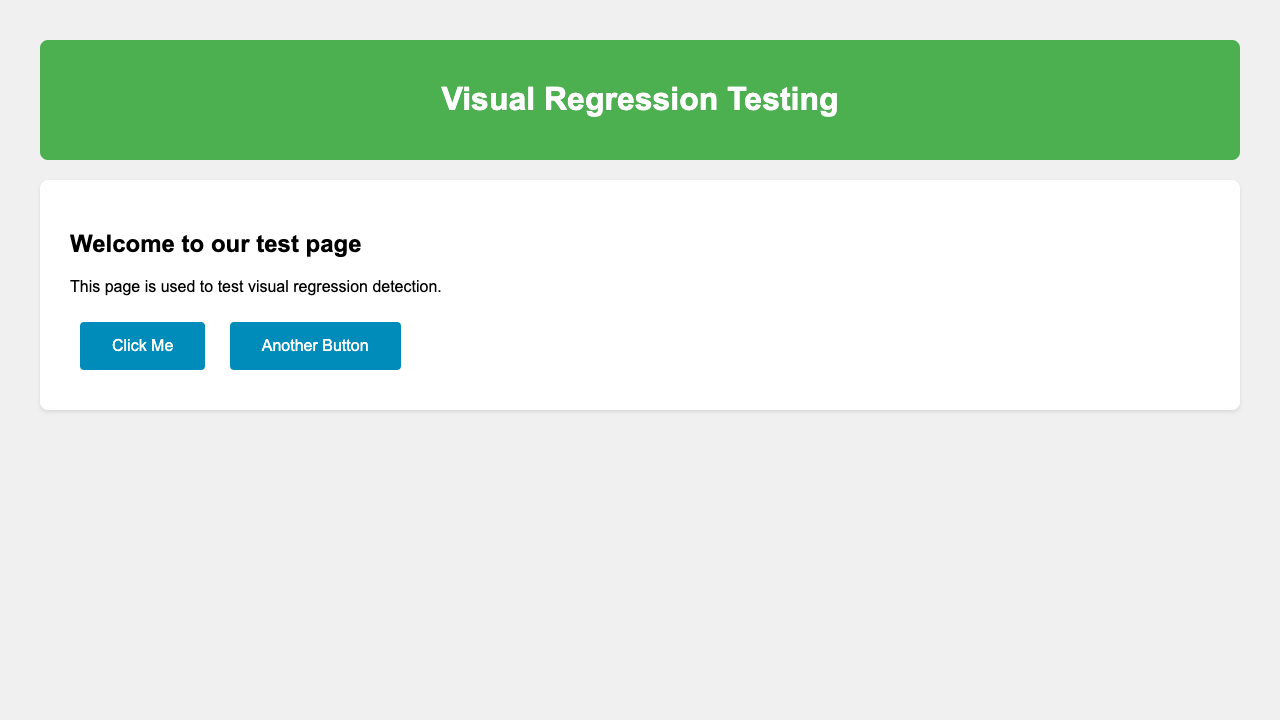 Visual Regression Testing
Welcome to our test page
This page is used to test visual regression detection.
Click Me
Another Button